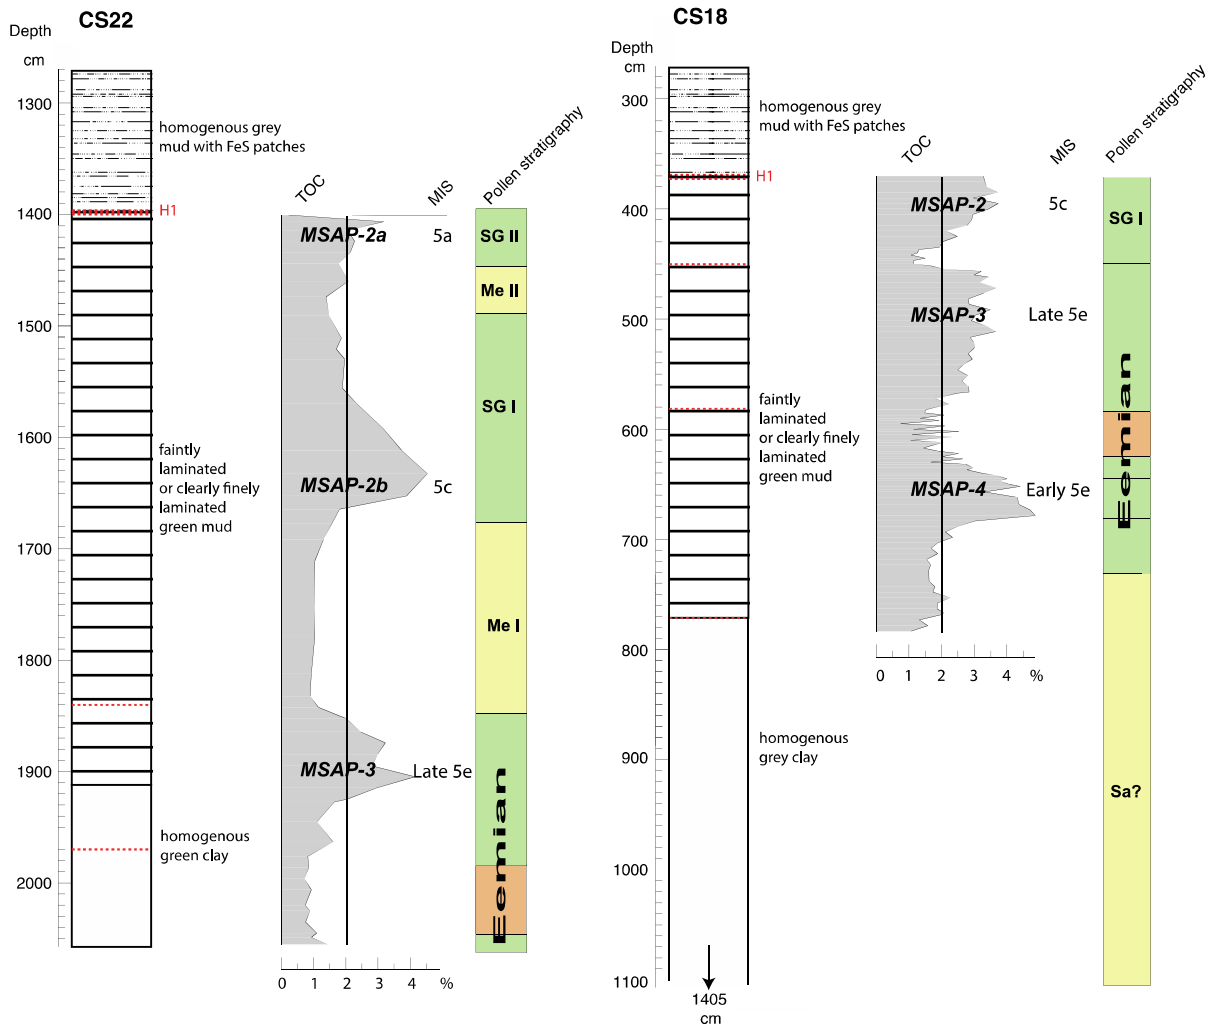 CS22
Depth
cm
1300
1400
1500
1600
1700
1800
1900
2000
homogenous grey
mud with FeS patches
H1
faintly
laminated
or clearly finely
laminated
green mud
homogenous
green clay
TOC
MIS
Pollen stratigraphy
MSAP-2a
5a
MSAP-2b
5c
MSAP-3
Late 5e
0 1 2 3 4 %
SG II
Me II
SG I
Me I
Eemian
CS18
Depth
cm
300
400
500
600
700
800
900
1000
1100
homogenous grey
mud with FeS patches
H1
faintly
laminated
or clearly finely
laminated
green mud
homogenous
grey clay
1405
cm
TOC
MIS
Pollen stratigraphy
MSAP-2
5c
MSAP-3
Late 5e
MSAP-4
Early 5e
0 1 2 3 4 %
SG I
Eemian
Sa?